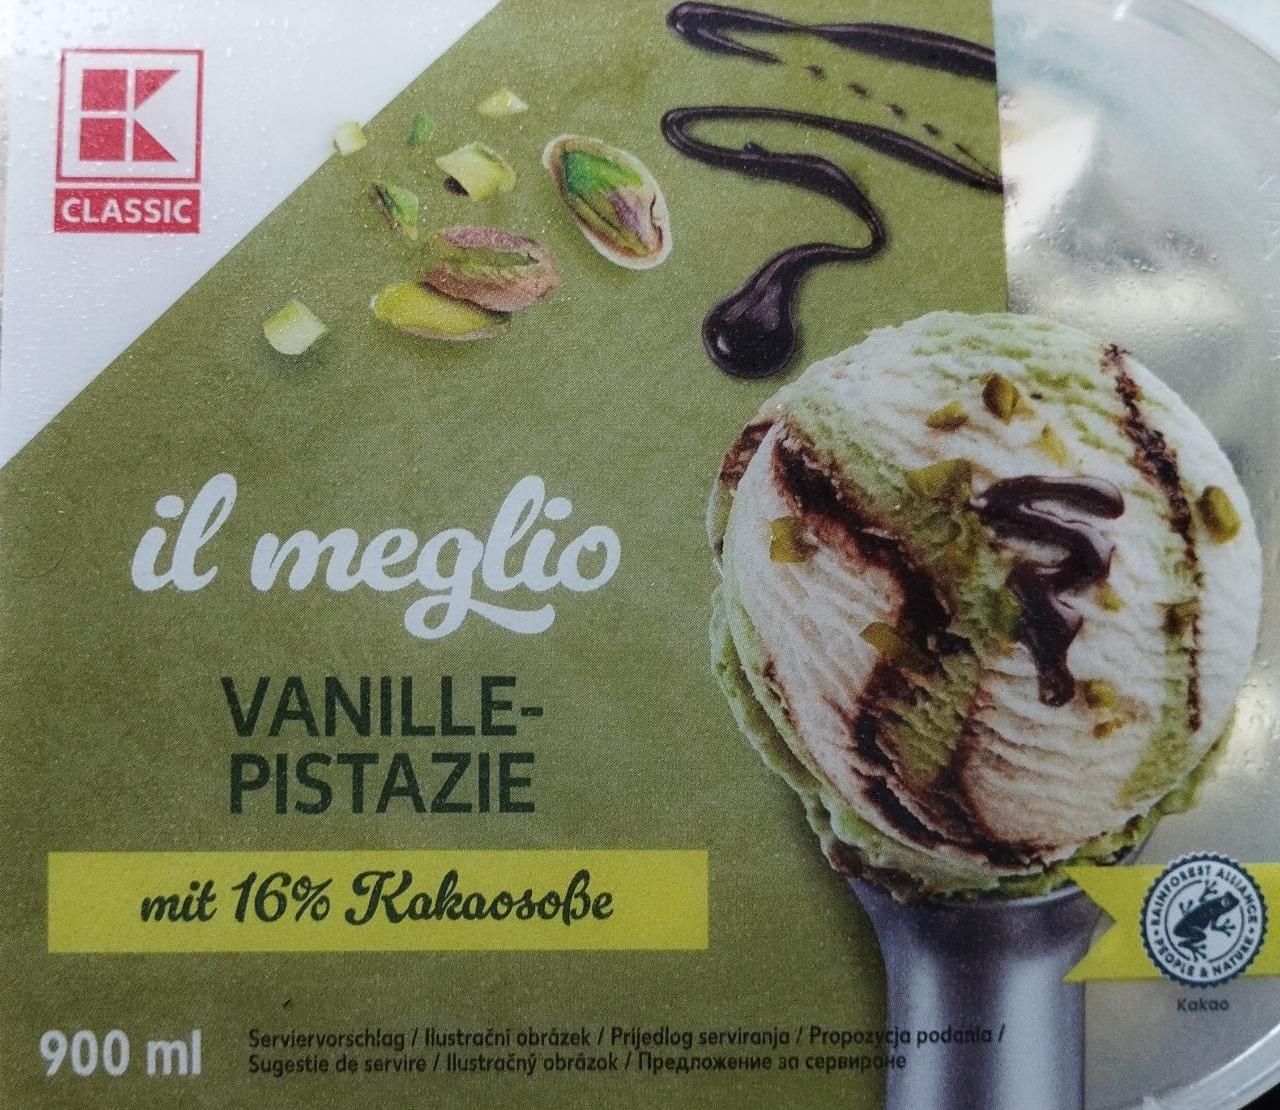 K
CLASSIC
il meglio
VANILLE-
PISTAZIE
mit 16% Kakaosoße
RAINFOREST ALLIANCE
PEOPLE & NATURE
Kakao
900 ml
Serviervorschlag / Ilustrační obrázek / Prijedlog serviranja / Propozycja podania /
Sugestie de servire / Ilustračný obrázok / Предложение за сервиране